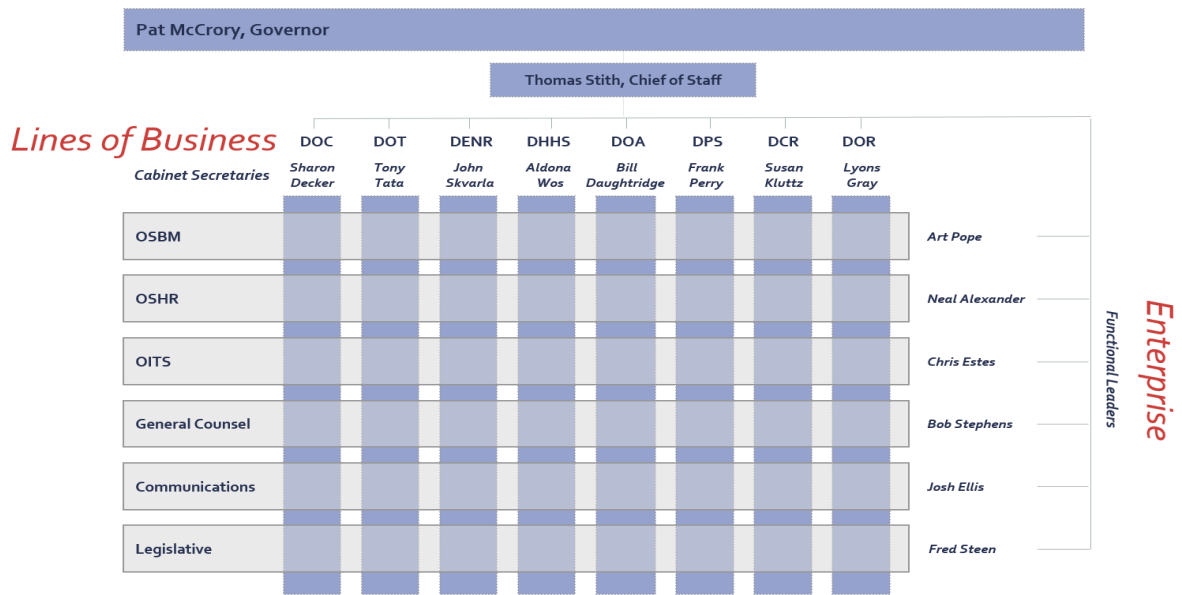 Pat McCrory, Governor
Thomas Stith, Chief of Staff
Lines of Business
DOC DOT DENR DHHS DOA DPS DCR DOR
Cabinet Secretaries
Sharon Tony John Aldona Bill Frank Susan Lyons
Decker Tata Skvarla Wos Daughtridge Perry Kluttz Gray
OSBM Art Pope
OSHR Neal Alexander
OITS Chris Estes
General Counsel Bob Stephens
Communications Josh Ellis
Legislative Fred Steen
Functional Leaders
Enterprise